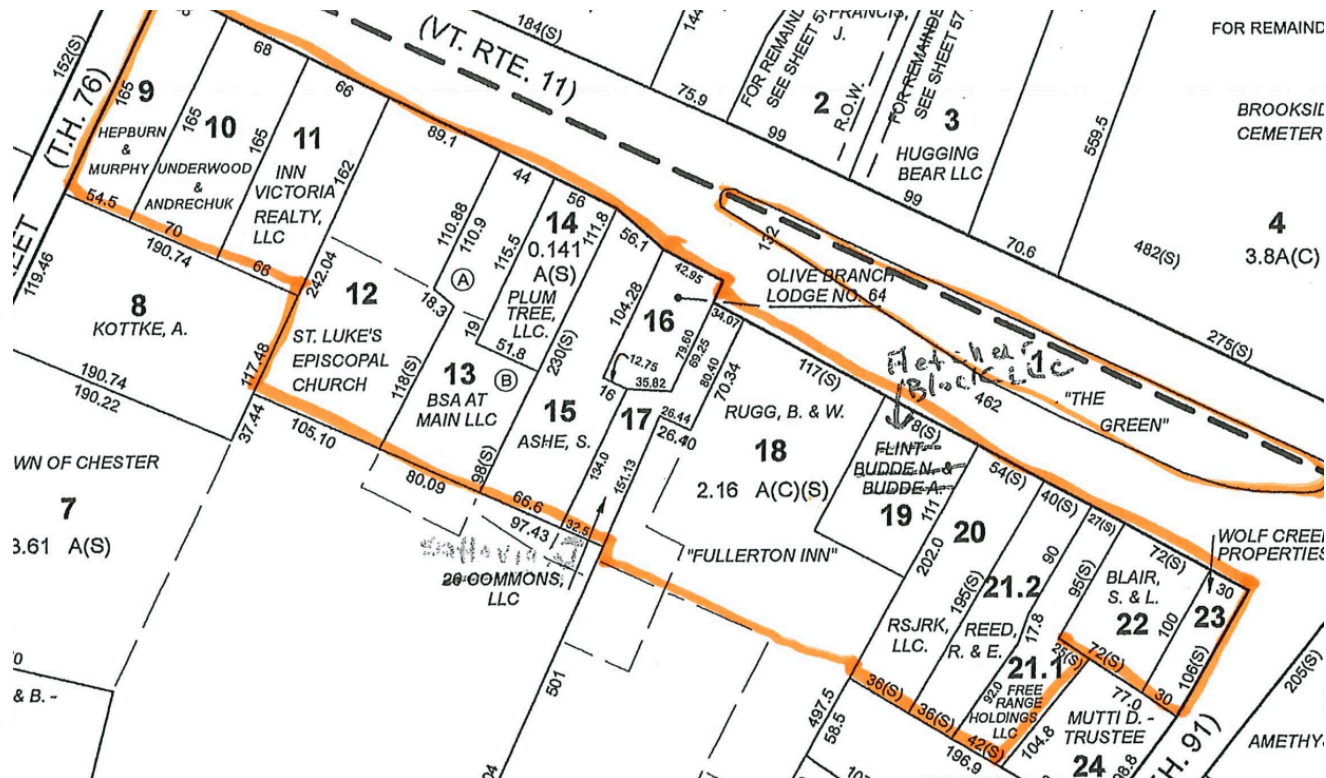 152(S)
(T.H. 76)
68
184(S)
(VT. RTE. 11)
144
75.9
FOR REMAIND
SEE SHEET 57
FRANCIS,
J.
2
R.O.W.
99
FOR REMAINDE
SEE SHEET 57
3
HUGGING
BEAR LLC
99
70.6
559.5
FOR REMAIND
BROOKSID
CEMETER
4
3.8A(C)
482(S)
275(S)
165
9
HEPBURN
&
MURPHY
54.5
165
10
UNDERWOOD
&
ANDRECHUK
70
190.74
66
165
11
INN
VICTORIA
REALTY,
LLC
66
162
242.04
89.1
12
ST. LUKE'S
EPISCOPAL
CHURCH
117.48
105.10
118(S)
18.3
44
110.88
110.9
A
19
13
B
BSA AT
MAIN LLC
80.09
98(S)
56
14
0.141
A(S)
115.5
PLUM
TREE,
LLC.
51.8
111.8
230(S)
15
ASHE, S.
66.6
97.43
56.1
104.28
42.95
16
12.75
35.82
79.60
69.25
16
17
134.0
151.13
32.5
26.44
26.40
34.07
80.40
70.34
OLIVE BRANCH
LODGE NO. 64
132
1
"THE
GREEN"
462
Block LLC
117(S)
RUGG, B. & W.
18
2.16 A(C)(S)
"FULLERTON INN"
78(S)
FLINT-
BUDDE N. &
BUDDE A.
19
111
202.0
54(S)
20
RSJRK,
LLC.
195(S)
36(S)
40(S)
90
21.2
REED,
R. & E.
17.8
36(S)
27(S)
95(S)
21.1
FREE
RANGE
HOLDINGS
LLC
92.0
25(S)
42(S)
196.9
72(S)
BLAIR,
S. & L.
22
100
72(S)
WOLF CREEK
PROPERTIES
30
23
106(S)
30
77.0
MUTTI D. -
TRUSTEE
24
104.8
H. 91)
205(S)
AMETHY
REET
119.46
8
KOTTKE, A.
190.74
190.22
37.44
WN OF CHESTER
7
3.61 A(S)
& B. -
20 COMMONS,
LLC
501
497.5
58.5